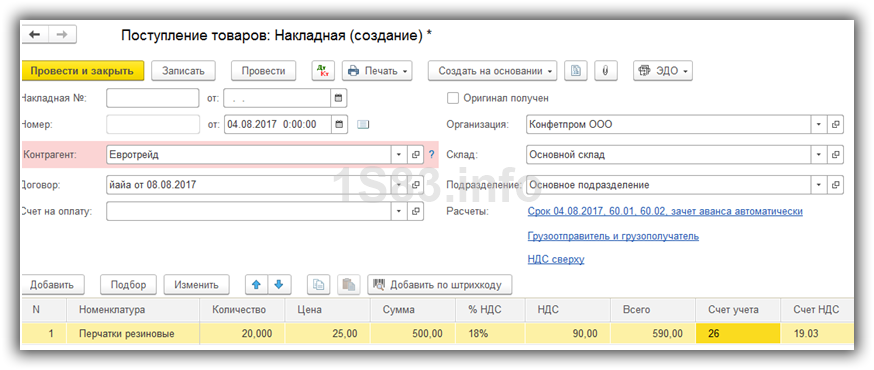 Поступление товаров: Накладная (создание) *
Провести и закрыть Записать Провести Дт Кт Печать Создать на основании ЭДО
Накладная №: от: . . Оригинал получен
Номер: от: 04.08.2017 0:00:00 Организация: Конфетпром ООО
Контрагент: Евротрейд ? Склад: Основной склад
Договор: йайа от 08.08.2017 Подразделение: Основное подразделение
1S83.info
Счет на оплату: Расчеты: Срок 04.08.2017, 60.01, 60.02, зачет аванса автоматически
Грузоотправитель и грузополучатель
НДС сверху
Добавить Подбор Изменить Добавить по штрихкоду
N Номенклатура Количество Цена Сумма % НДС НДС Всего Счет учета Счет НДС
1 Перчатки резиновые 20,000 25,00 500,00 18% 90,00 590,00 26 19.03